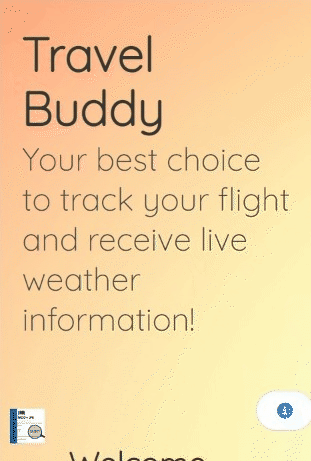 Travel
Buddy
Your best choice
to track your flight
and receive live
weather
information!
Welcome